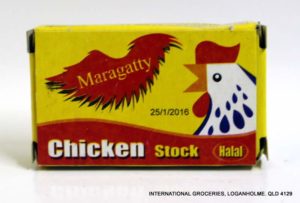 Maragatty
25/1/2016
Chicken Stock Halal
INTERNATIONAL GROCERIES, LOGANHOLME. QLD 4129